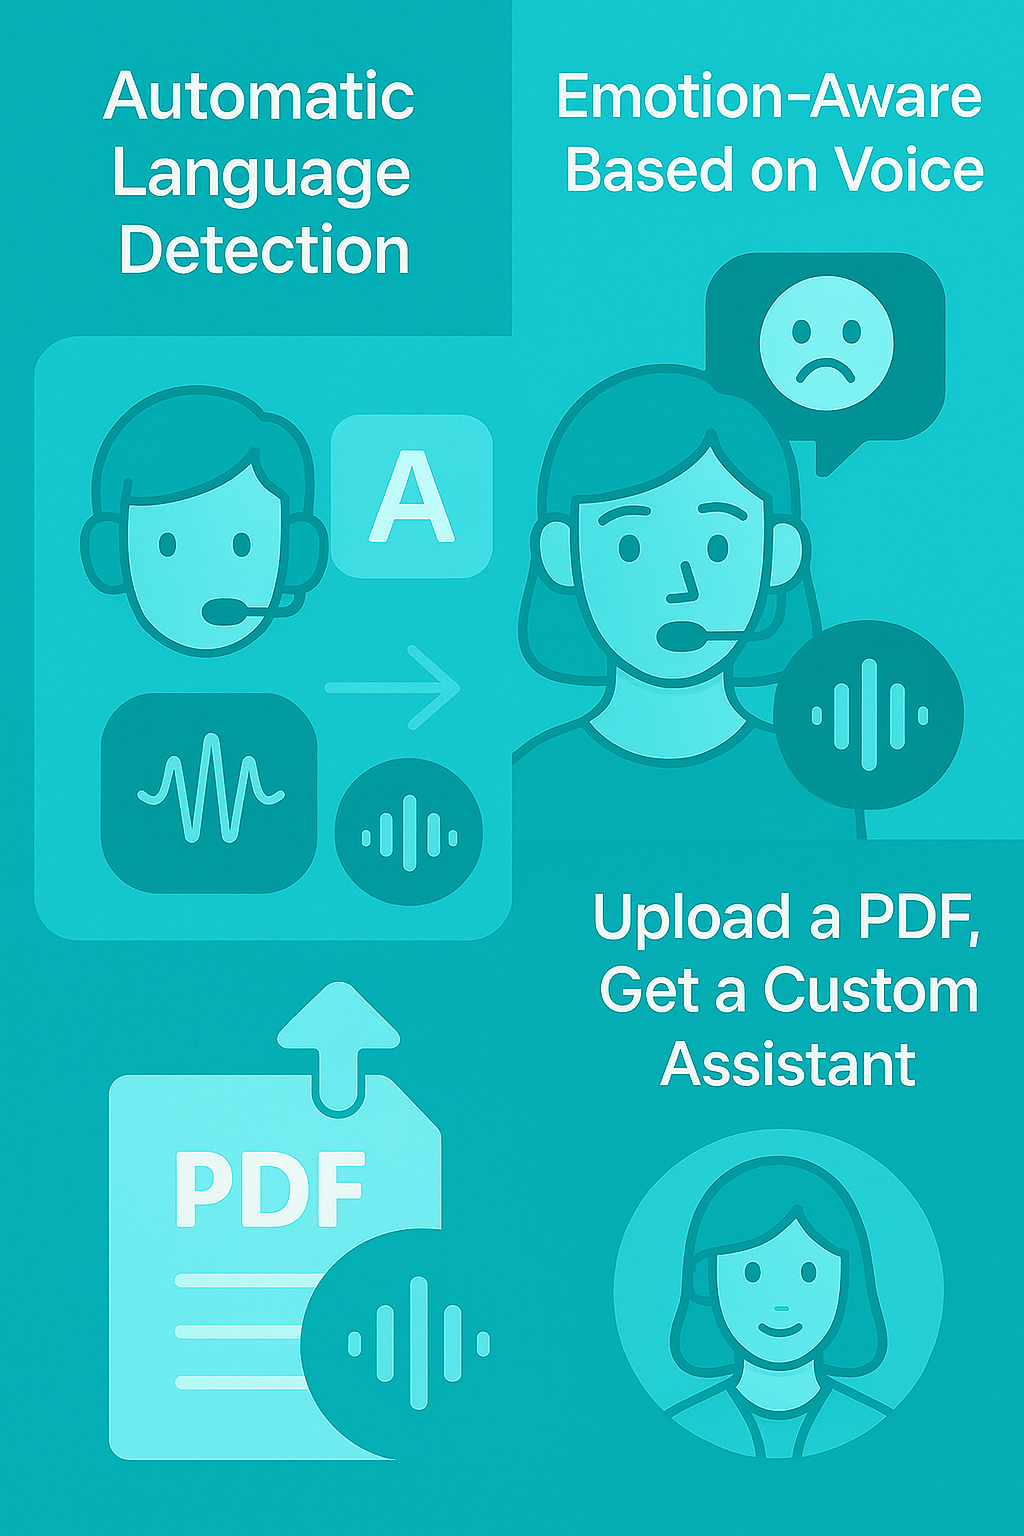 Automatic
Language
Detection
Emotion-Aware
Based on Voice
A
Upload a PDF,
Get a Custom
Assistant
PDF